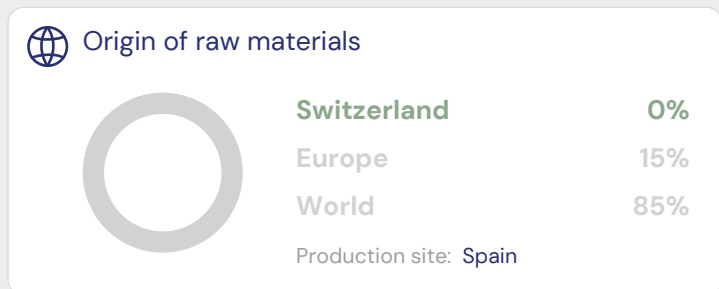 Origin of raw materials
Switzerland 0%
Europe 15%
World 85%
Production site: Spain